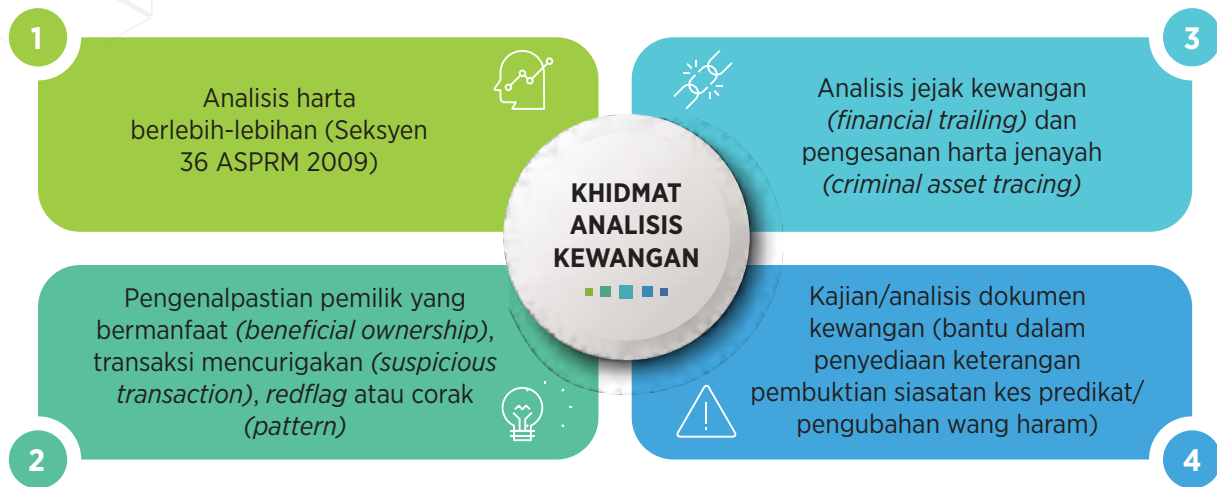 1
Analisis harta
berlebih-lebihan (Seksyen
36 ASPRM 2009)
2
Pengenalpastian pemilik yang
bermanfaat (beneficial ownership),
transaksi mencurigakan (suspicious
transaction), redflag atau corak
(pattern)
KHIDMAT
ANALISIS
KEWANGAN
3
Analisis jejak kewangan
(financial trailing) dan
pengesanan harta jenayah
(criminal asset tracing)
4
Kajian/analisis dokumen
kewangan (bantu dalam
penyediaan keterangan
pembuktian siasatan kes predikat/
pengubahan wang haram)